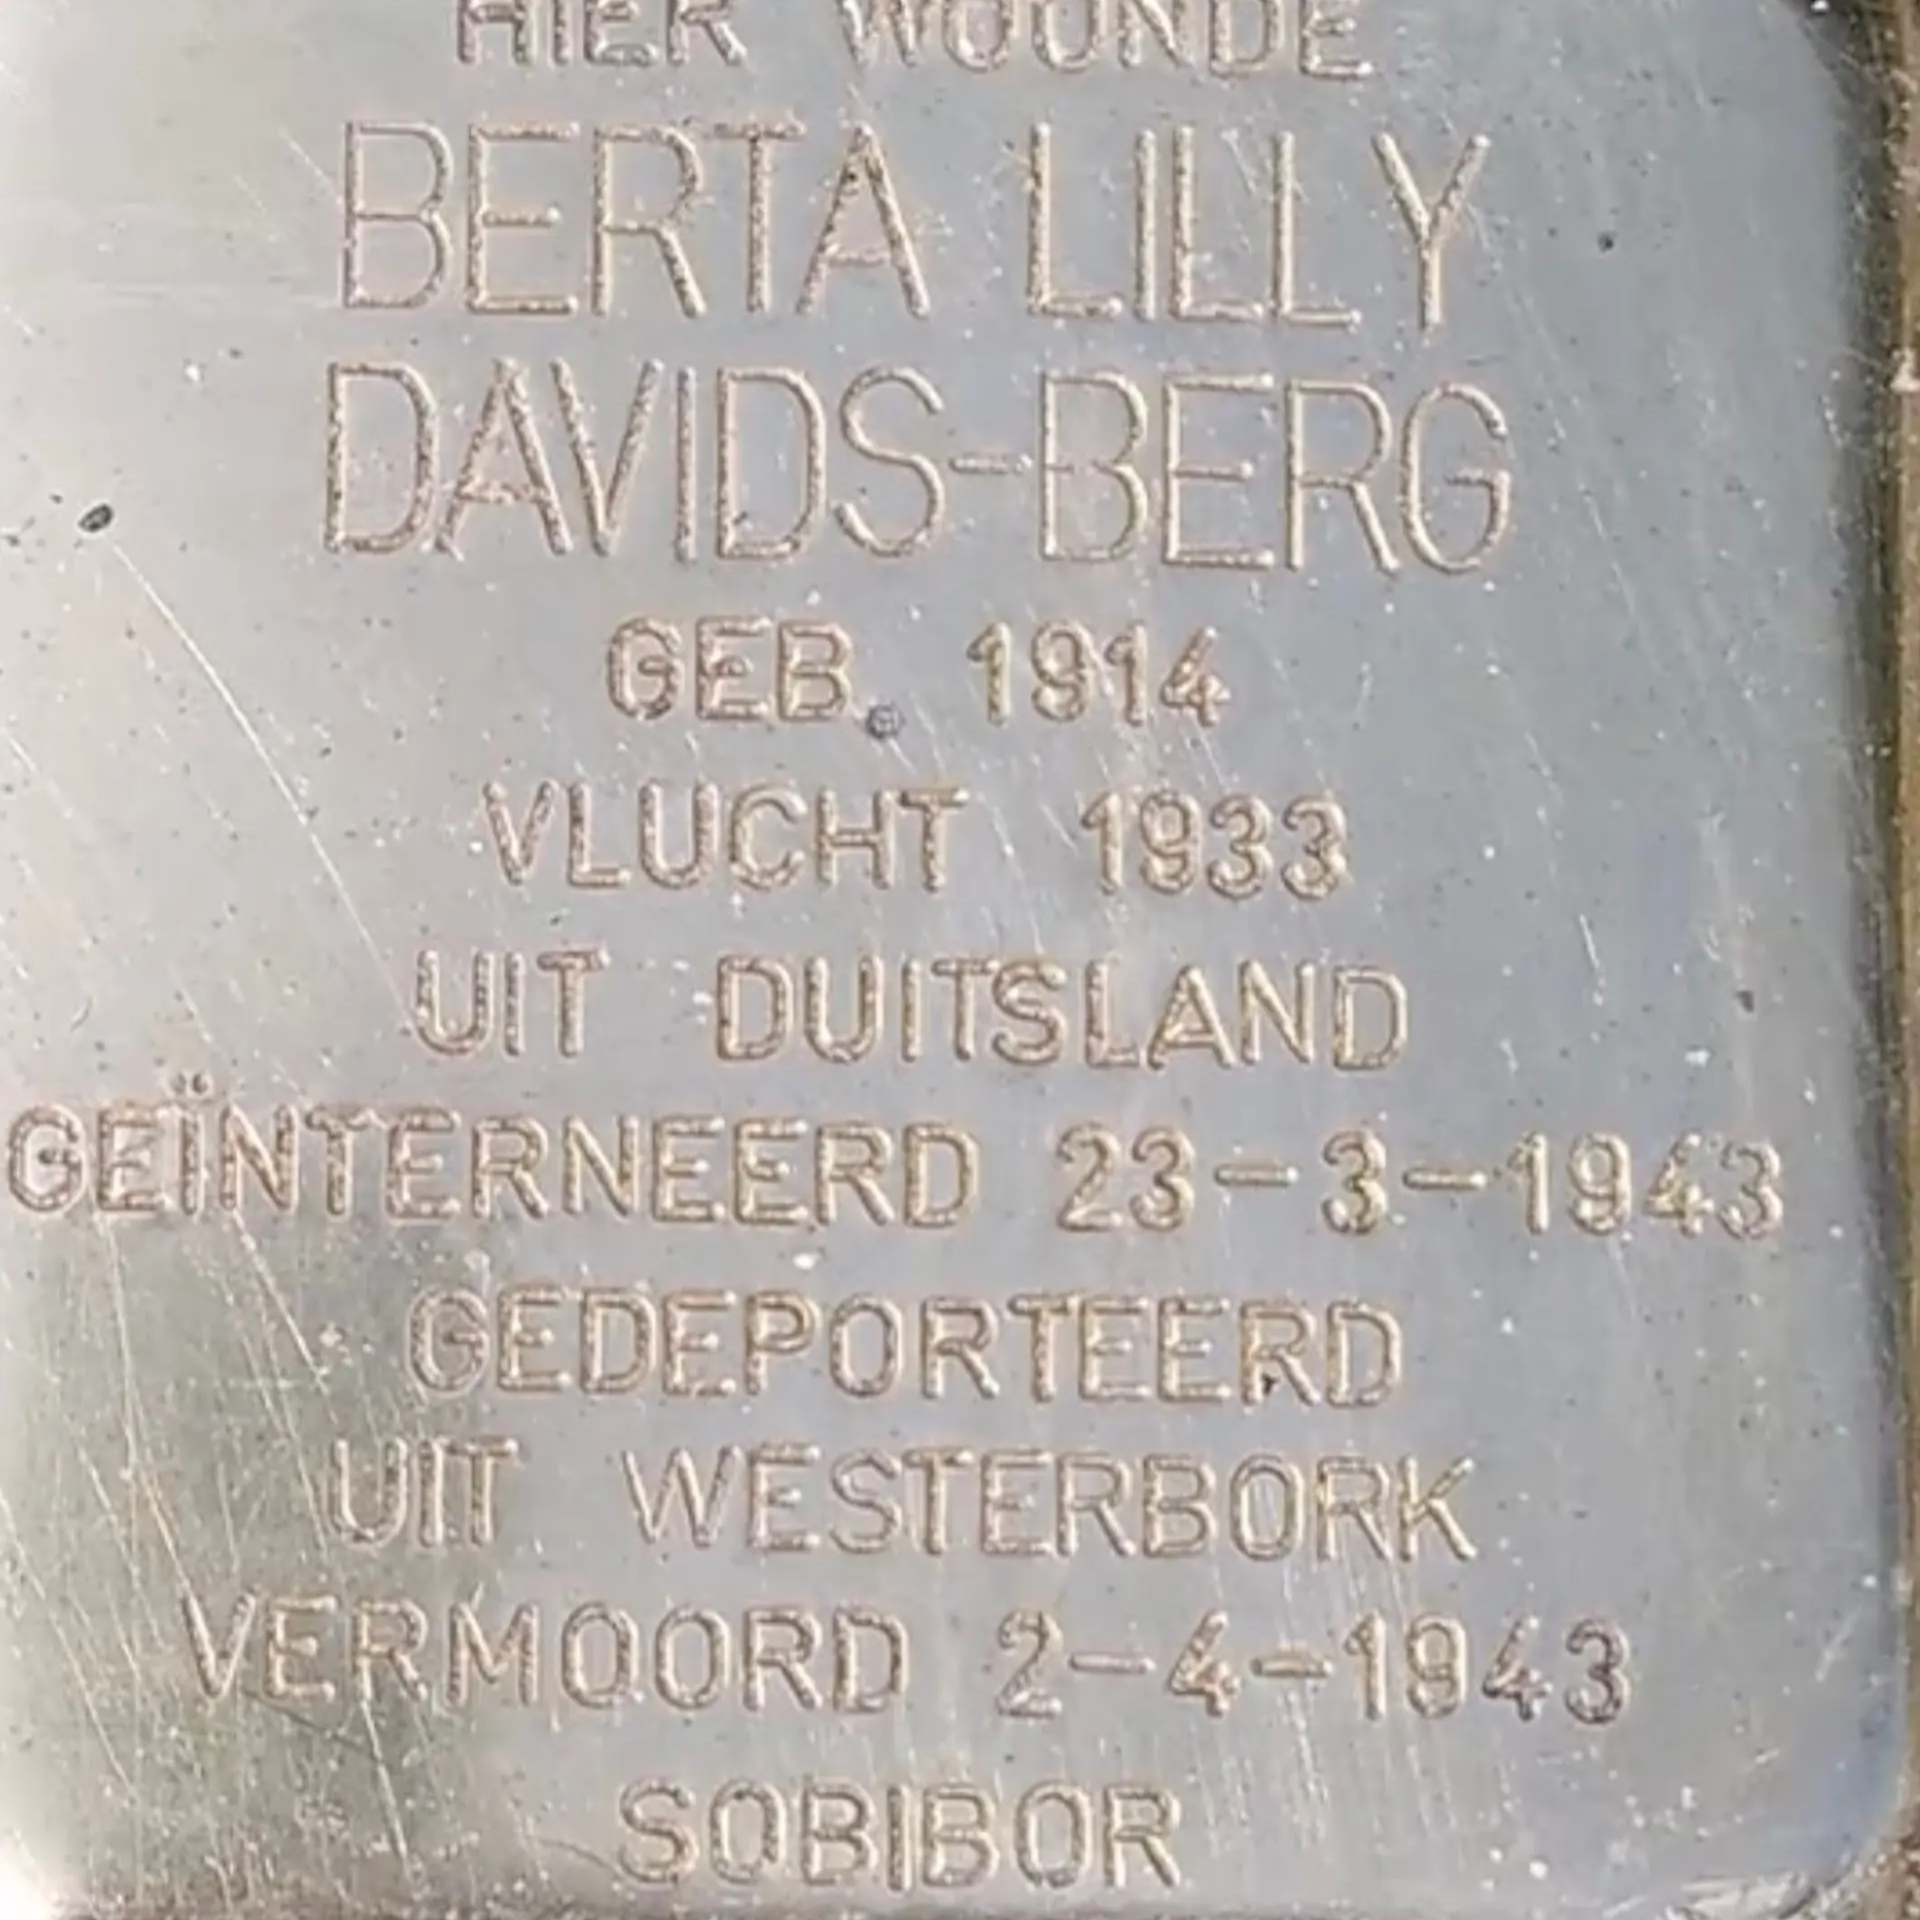 HIER WOONDE
BERTA LILLY
DAVIDS-BERG
GEB. 1914
VLUCHT 1933
UIT DUITSLAND
GEÏNTERNEERD 23-3-1943
GEDEPORTEERD
UIT WESTERBORK
VERMOORD 2-4-1943
SOBIBOR